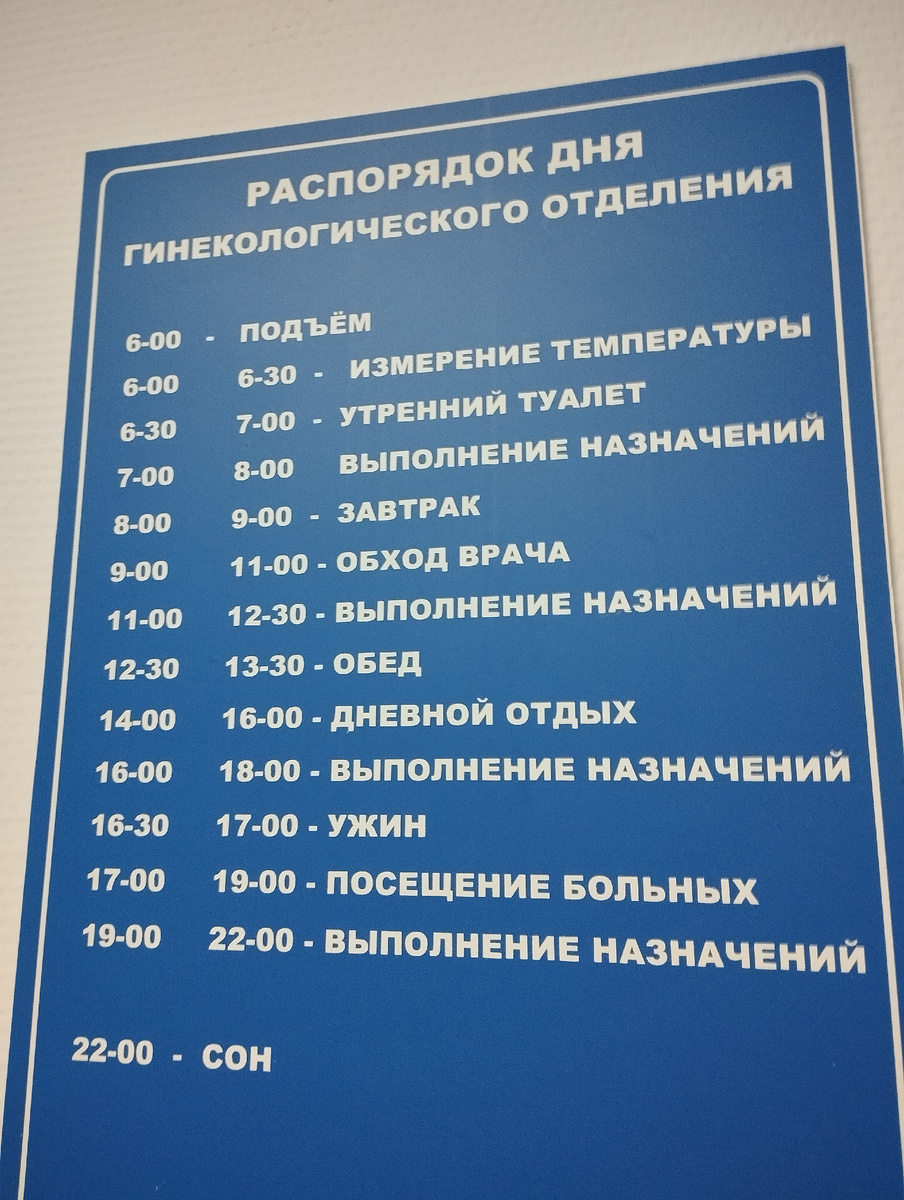 РАСПОРЯДОК ДНЯ
ГИНЕКОЛОГИЧЕСКОГО ОТДЕЛЕНИЯ
6-00 - ПОДЪЁМ
6-00 6-30 - ИЗМЕРЕНИЕ ТЕМПЕРАТУРЫ
6-30 7-00 - УТРЕННИЙ ТУАЛЕТ
7-00 8-00 ВЫПОЛНЕНИЕ НАЗНАЧЕНИЙ
8-00 9-00 - ЗАВТРАК
9-00 11-00 - ОБХОД ВРАЧА
11-00 12-30 - ВЫПОЛНЕНИЕ НАЗНАЧЕНИЙ
12-30 13-30 - ОБЕД
14-00 16-00 - ДНЕВНОЙ ОТДЫХ
16-00 18-00 - ВЫПОЛНЕНИЕ НАЗНАЧЕНИЙ
16-30 17-00 - УЖИН
17-00 19-00 - ПОСЕЩЕНИЕ БОЛЬНЫХ
19-00 22-00 - ВЫПОЛНЕНИЕ НАЗНАЧЕНИЙ
22-00 - СОН